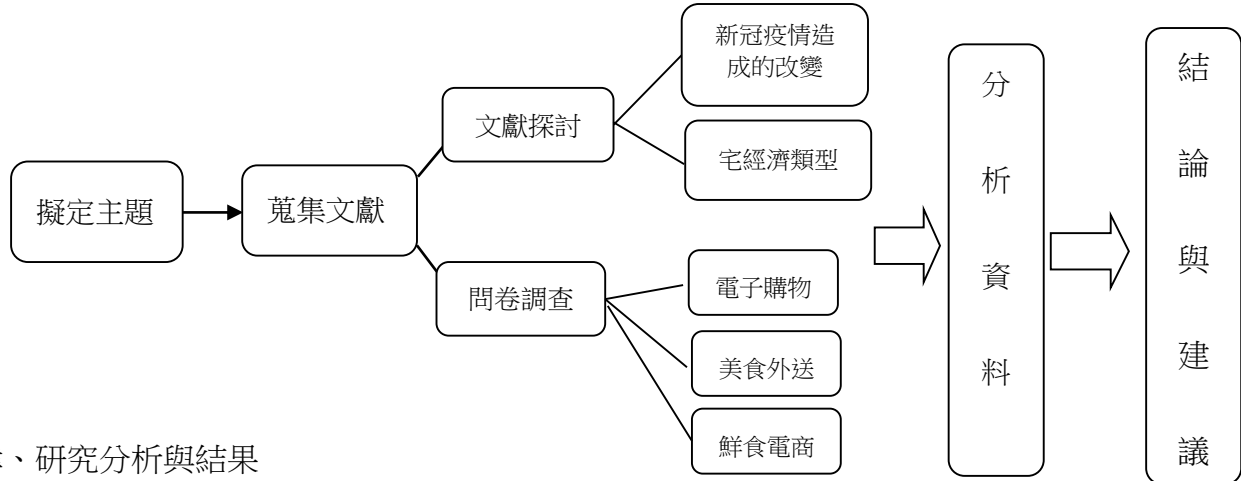 擬定主題
蒐集文獻
文獻探討
新冠疫情造
成的改變
宅經濟類型
問卷調查
電子購物
美食外送
鮮食電商
分析資料
結論與建議
、研究分析與結果